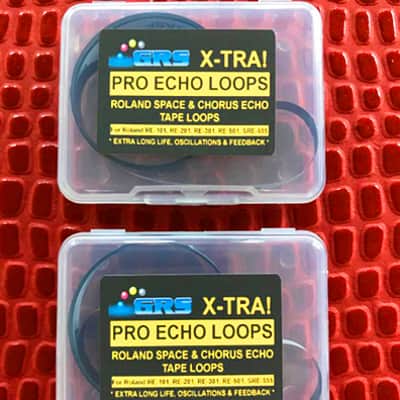 GRS X-TRA!
PRO ECHO LOOPS
ROLAND SPACE & CHORUS ECHO
TAPE LOOPS
For Roland RE-101, RE-201, RE-301, RE-501, SRE-555
* EXTRA LONG LIFE, OSCILLATIONS & FEEDBACK *
GRS X-TRA!
PRO ECHO LOOPS
ROLAND SPACE & CHORUS ECHO
TAPE LOOPS
For Roland RE-101, RE-201, RE-301, RE-501, SRE-555
* EXTRA LONG LIFE, OSCILLATIONS & FEEDBACK *